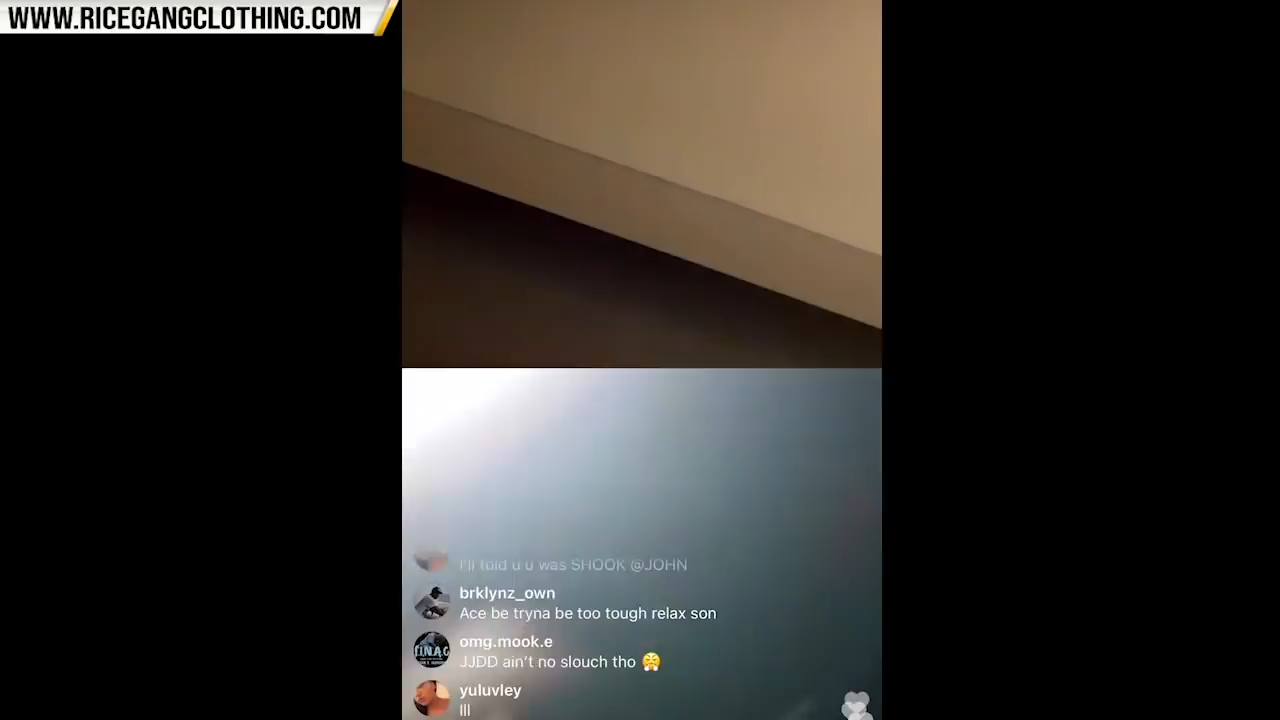 WWW.RICEGANGCLOTHING.COM
I'll told u u was SHOOK @JOHN
brklynz_own
Ace be tryna be too tough relax son
omg.mook.e
JJDD ain't no slouch tho 😤
yuluvley
lll